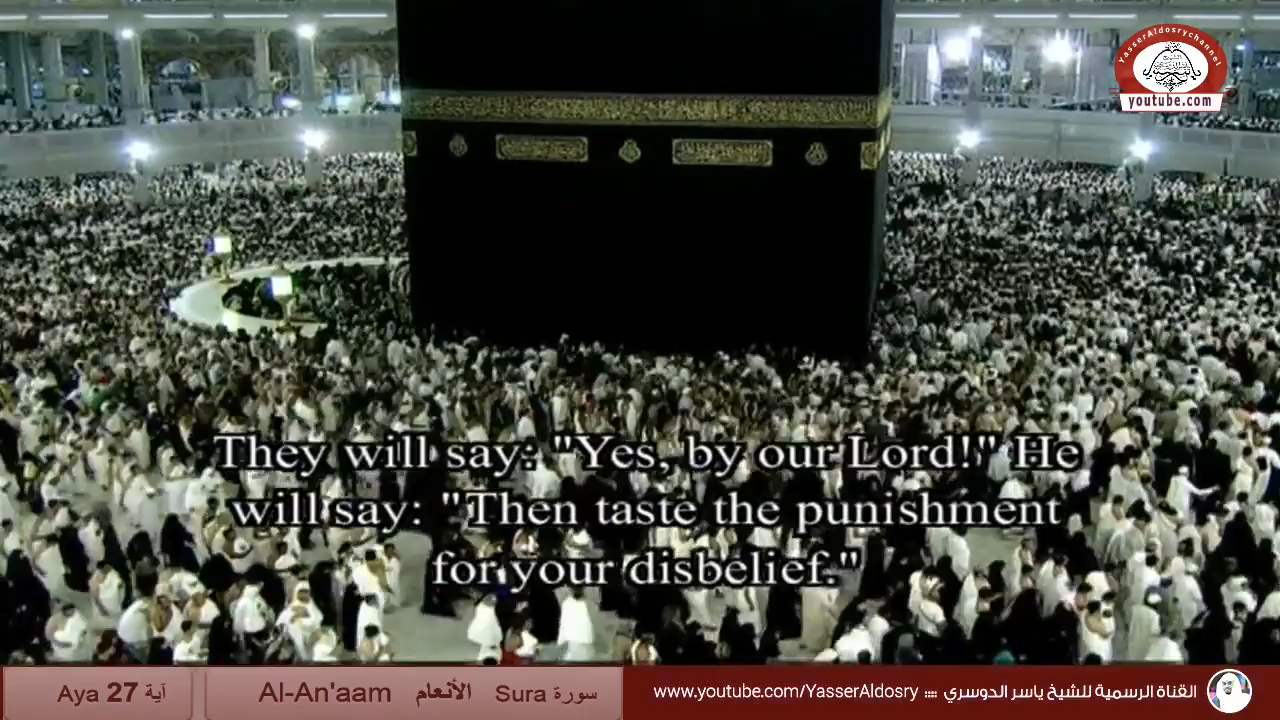 YasserAldosrychannel
youtube.com
They will say: "Yes, by our Lord!" He
will say: "Then taste the punishment
for your disbelief."
Aya 27 آية
Al-An'aam الأنعام Sura سورة
www.youtube.com/YasserAldosry :::: القناة الرسمية للشيخ ياسر الدوسري